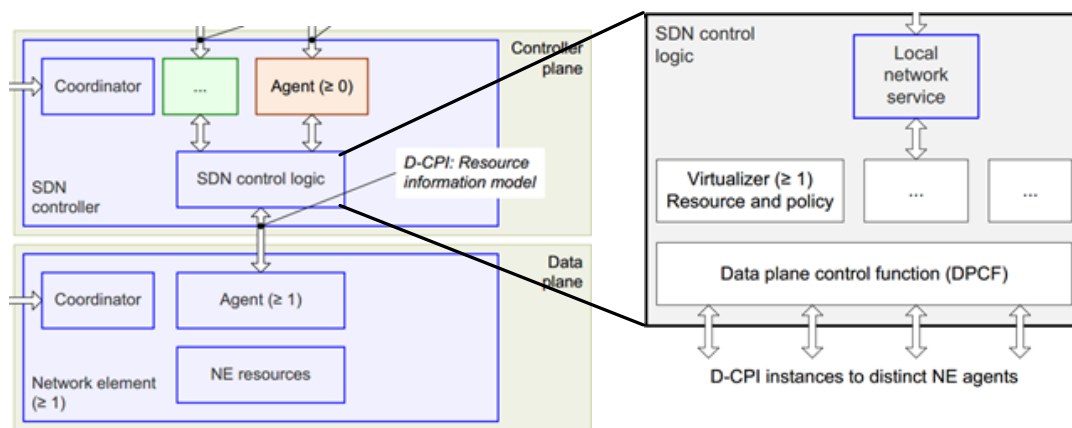 Controller
plane
Coordinator
...
Agent (≥ 0)
SDN control logic
D-CPI: Resource
information model
SDN
controller
Data
plane
Coordinator
Agent (≥ 1)
NE resources
Network element
(≥ 1)
SDN control
logic
Local
network
service
Virtualizer (≥ 1)
Resource and policy
...
...
Data plane control function (DPCF)
D-CPI instances to distinct NE agents